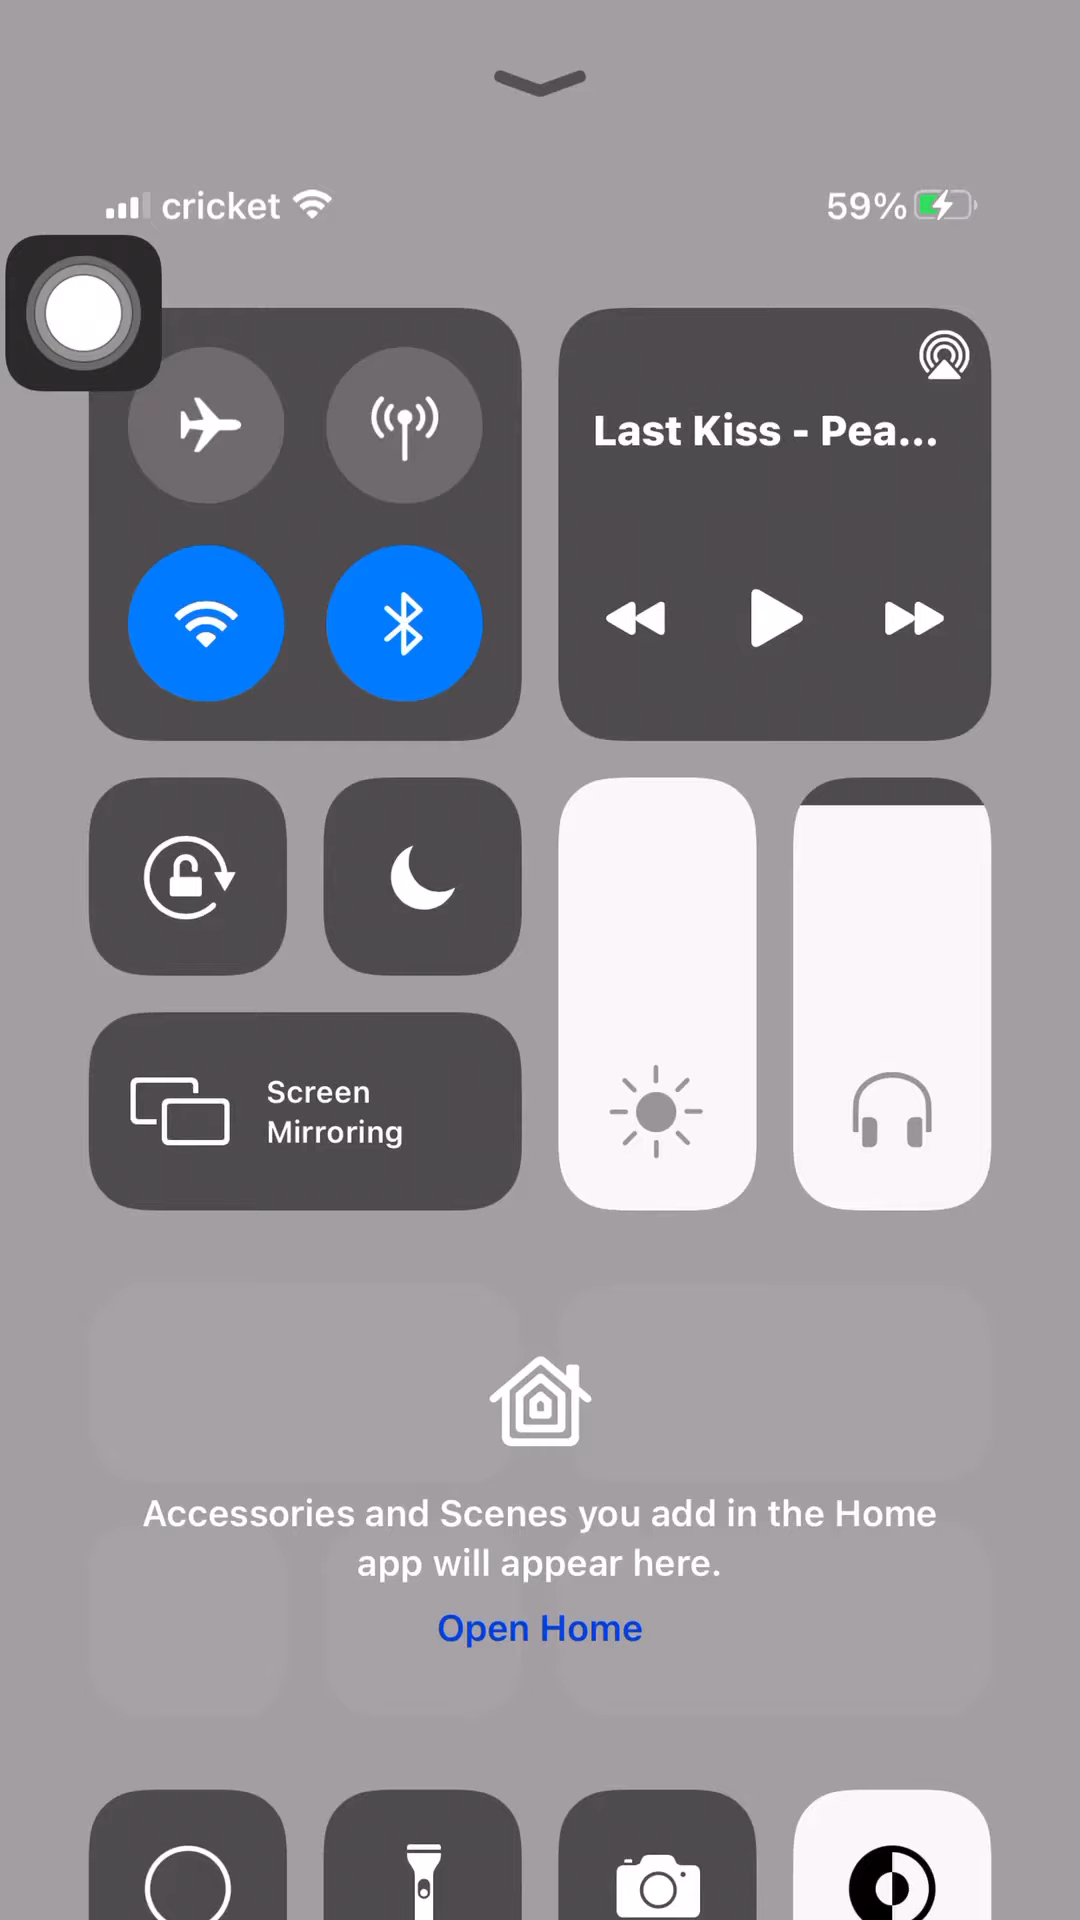 cricket
59%
Last Kiss - Pea...
Screen
Mirroring
Accessories and Scenes you add in the Home
app will appear here.
Open Home